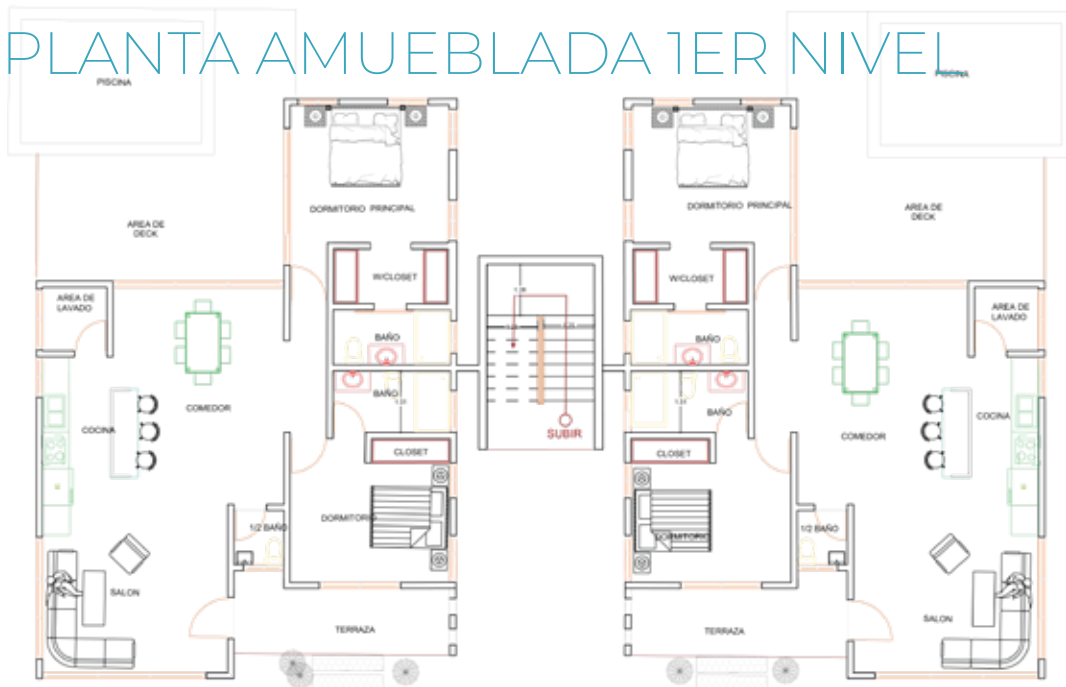 PLANTA AMUEBLADA 1ER NIVEL
PISCINA
PISCINA
DORMITORIO PRINCIPAL
DORMITORIO PRINCIPAL
AREA DE
DECK
AREA DE
DECK
W/CLOSET
W/CLOSET
AREA DE
LAVADO
AREA DE
LAVADO
BAÑO
BAÑO
BAÑO
BAÑO
COMEDOR
COMEDOR
COCINA
COCINA
SUBIR
CLOSET
CLOSET
DORMITORIO
DORMITORIO
1/2 BAÑO
1/2 BAÑO
SALON
SALON
TERRAZA
TERRAZA